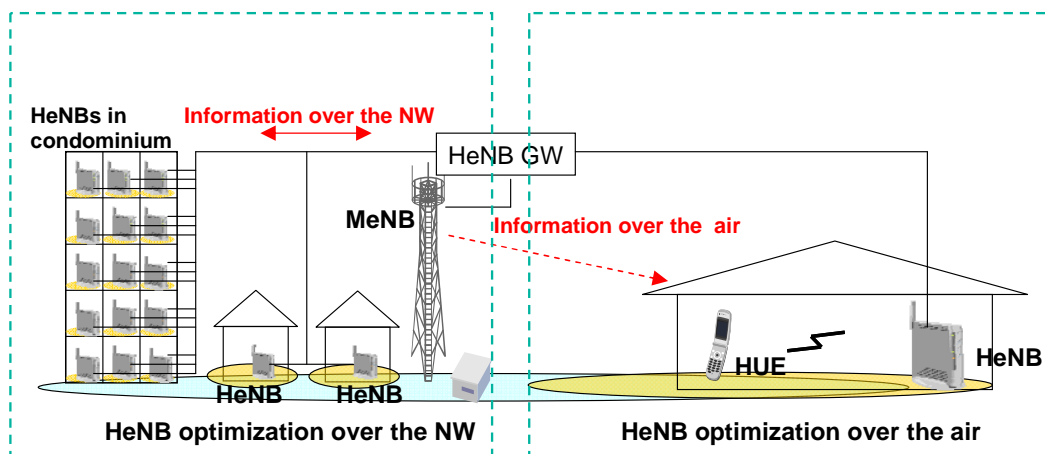 HeNBs in
condominium
Information over the NW
HeNB GW
MeNB
Information over the air
HUE
HeNB
HeNB
HeNB
HeNB optimization over the NW
HeNB optimization over the air